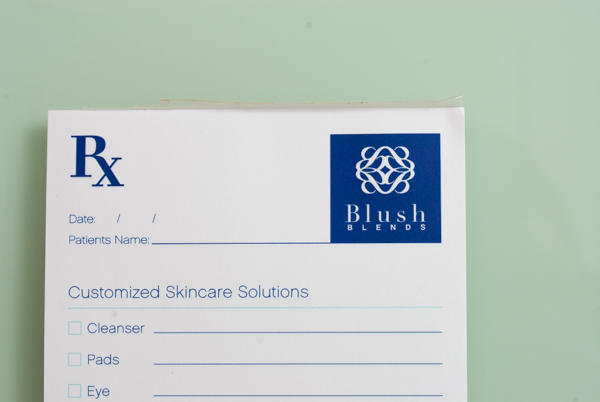 Rx
Blush
BLENDS
Date: / /
Patients Name:
Customized Skincare Solutions
Cleanser
Pads
Eye